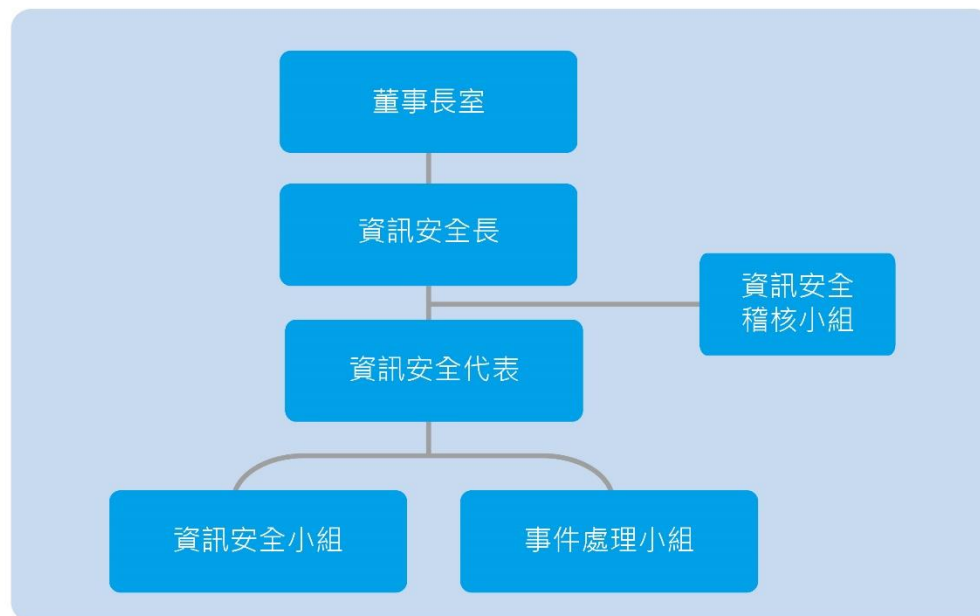 董事長室
資訊安全長
資訊安全
稽核小組
資訊安全代表
資訊安全小組
事件處理小組